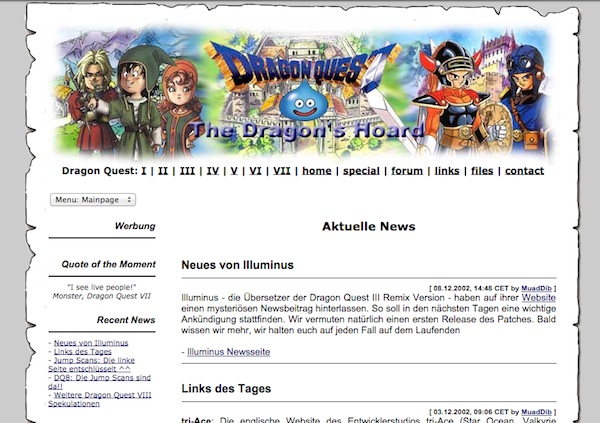 DRAGON QUEST
The Dragon's Hoard
Dragon Quest: I | II | III | IV | V | VI | VII | home | special | forum | links | files | contact
Menu: Mainpage
Werbung
Quote of the Moment
"I see live people!"
Monster, Dragon Quest VII
Recent News
- Neues von Illuminus
- Links des Tages
- Jump Scans: Die linke
Seite entschlüsselt ^^
- DQ8: Die Jump Scans sind
da!!
- Weitere Dragon Quest VIII
Spekulationen
Aktuelle News
Neues von Illuminus
[ 08.12.2002, 14:48 CET by MuadDib ]
Illuminus - die Übersetzer der Dragon Quest III Remix Version - haben auf ihrer Website
einen mysteriösen Newsbeitrag hinterlassen. So soll in den nächsten Tagen eine wichtige
Ankündigung stattfinden. Wir vermuten natürlich einen ersten Release des Patches. Bald
wissen wir mehr, wir halten euch auf jeden Fall auf dem Laufenden
- Illuminus Newsseite
Links des Tages
[ 03.12.2002, 09:06 CET by MuadDib ]
tri-Ace: Die englische Website des Entwicklerstudios tri-Ace (Star Ocean, Valkyrie